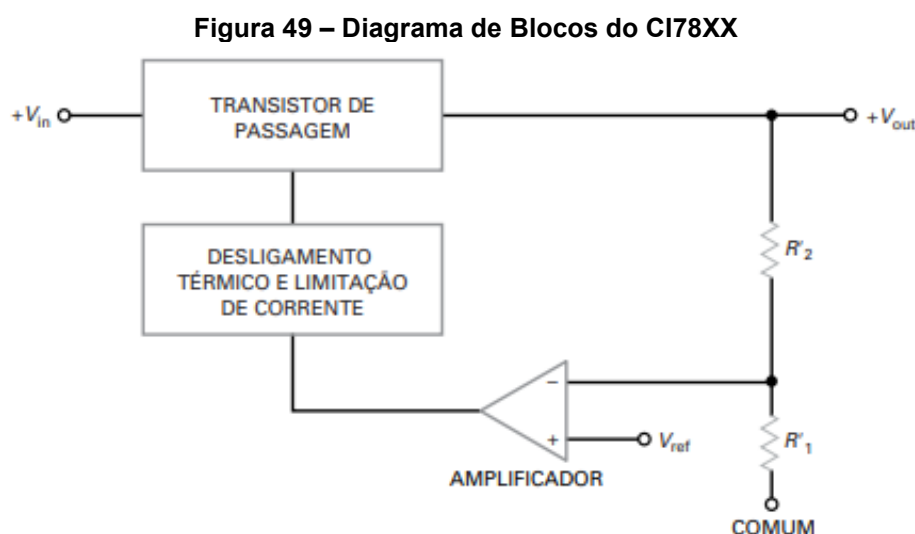 Figura 49 – Diagrama de Blocos do CI78XX
+Vin
TRANSISTOR DE
PASSAGEM
+Vout
DESLIGAMENTO
TÉRMICO E LIMITAÇÃO
DE CORRENTE
R'2
–
+
Vref
AMPLIFICADOR
R'1
COMUM